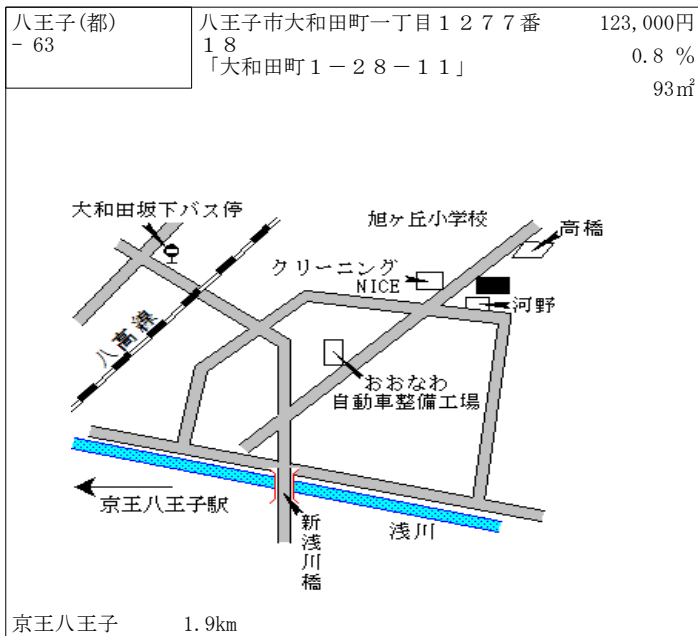 八王子(都)
- 63
八王子市大和田町一丁目１２７７番
１８
「大和田町１－２８－１１」
123,000円
0.8 %
93㎡
大和田坂下バス停
旭ヶ丘小学校
高橋
クリーニング
NICE
河野
八高線
おおなわ
自動車整備工場
京王八王子駅
新浅川橋
浅川
京王八王子 1.9km